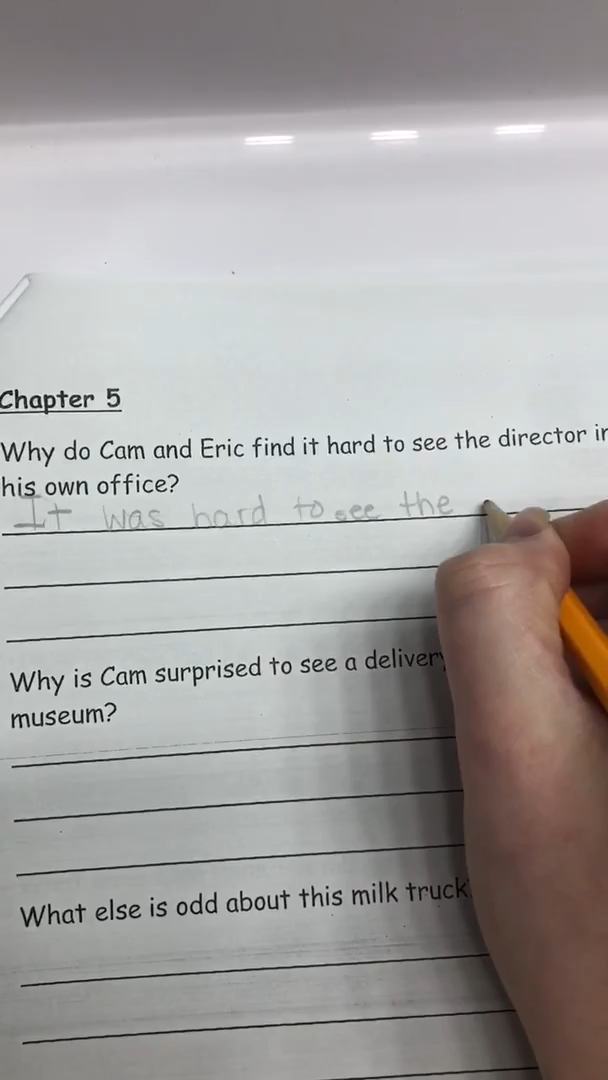 Chapter 5
Why do Cam and Eric find it hard to see the director in
his own office?
It was hard to see the
Why is Cam surprised to see a delivery
museum?
What else is odd about this milk truck